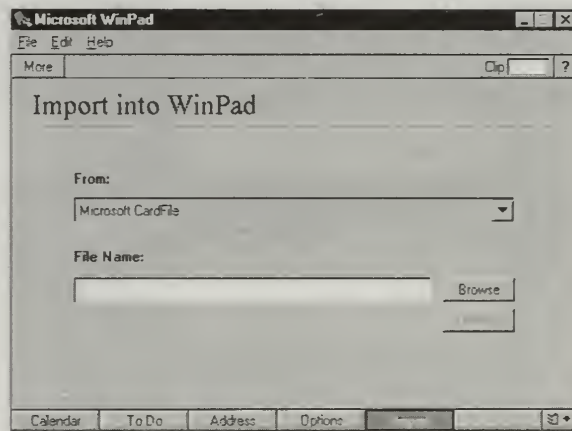 Microsoft WinPad
File Edit Help
More Clip ?
Import into WinPad
From:
Microsoft CardFile
File Name:
Browse
Calendar To Do Address Options